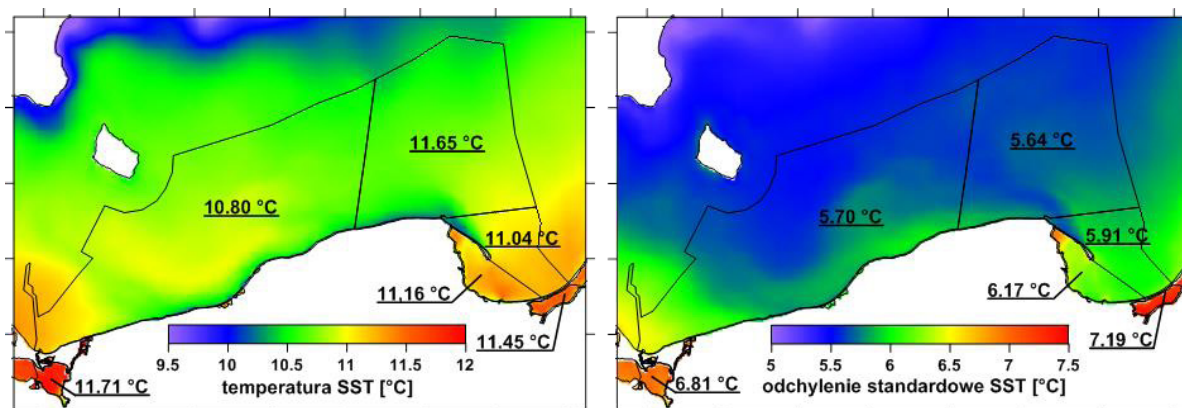 11.65 °C
10.80 °C
11.04 °C
11.16 °C
11.45 °C
11.71 °C
9.5 10 10.5 11 11.5 12
temperatura SST [°C]
5.64 °C
5.70 °C
5.91 °C
6.17 °C
7.19 °C
6.81 °C
5 5.5 6 6.5 7 7.5
odchylenie standardowe SST [°C]